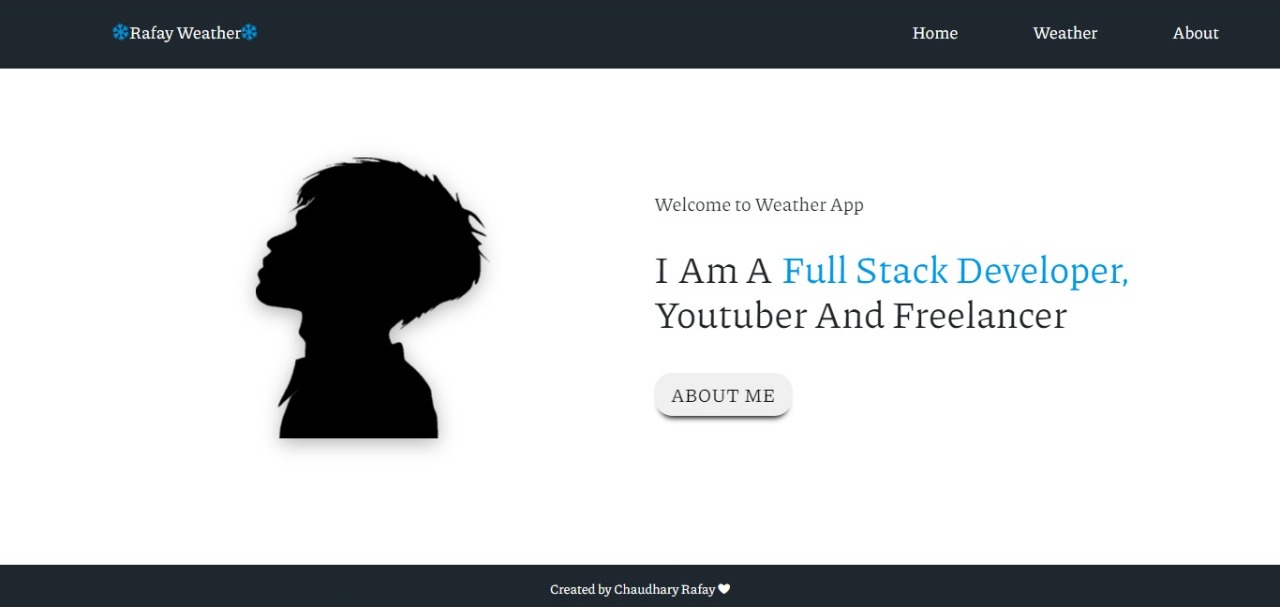 ❄Rafay Weather❄
Home
Weather
About
Welcome to Weather App
I Am A Full Stack Developer,
Youtuber And Freelancer
ABOUT ME
Created by Chaudhary Rafay 🤍